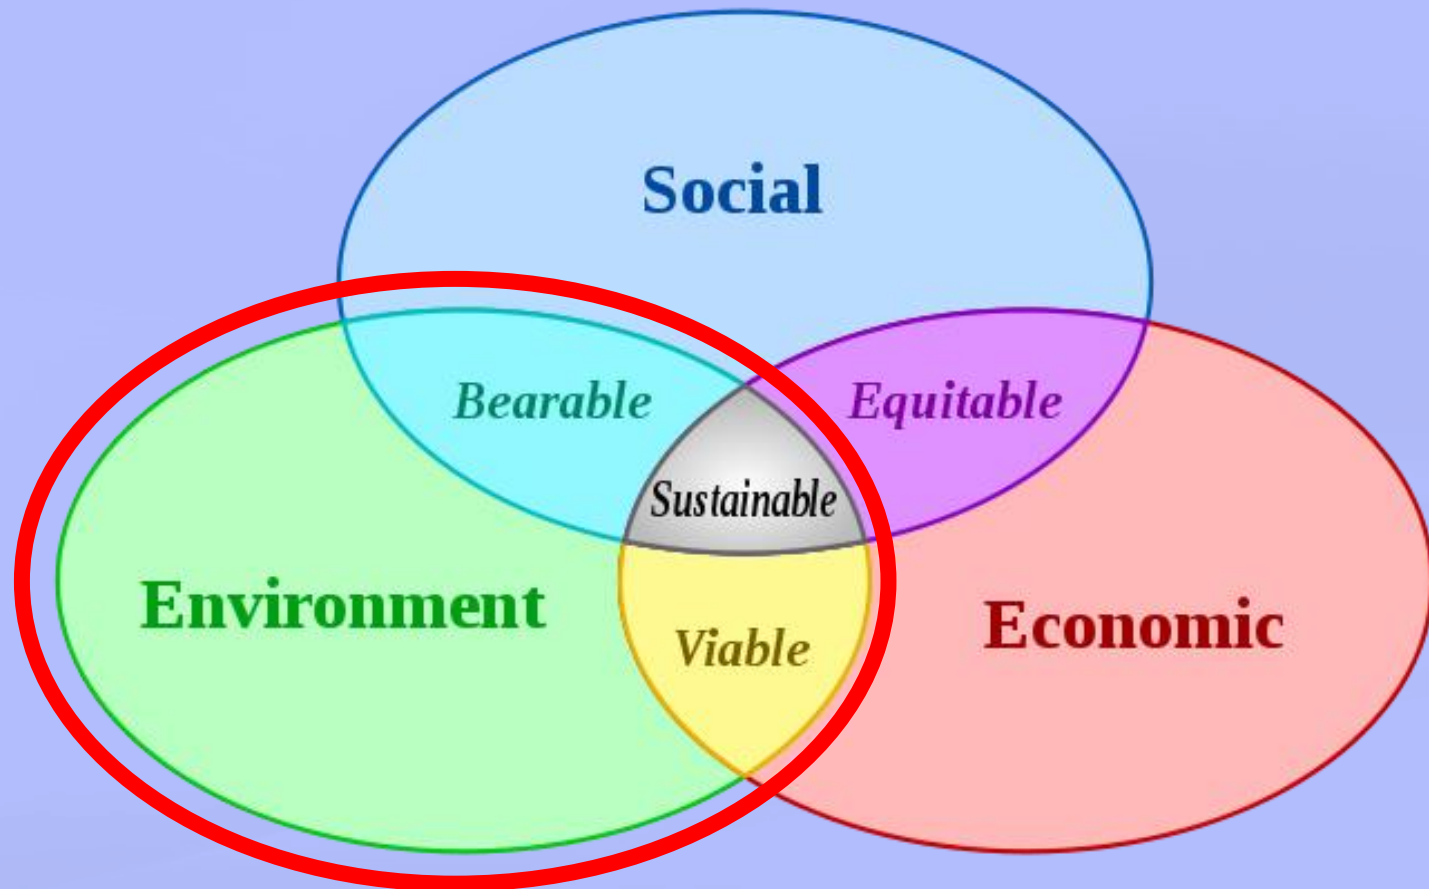 Social
Bearable
Equitable
Sustainable
Environment
Economic
Viable